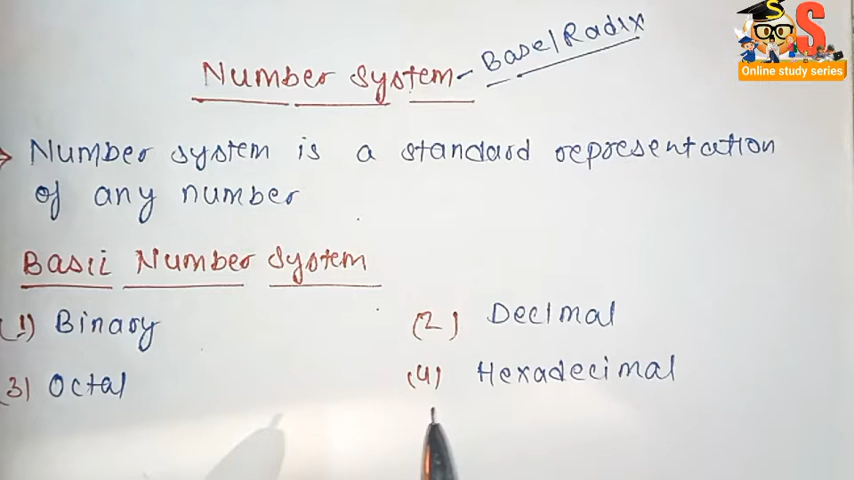 Number system - Base/Radix
Number system is a standard representation
of any number
Basic Number System
(1) Binary
(2) Decimal
(3) Octal
(4) Hexadecimal
S
S
Online study series